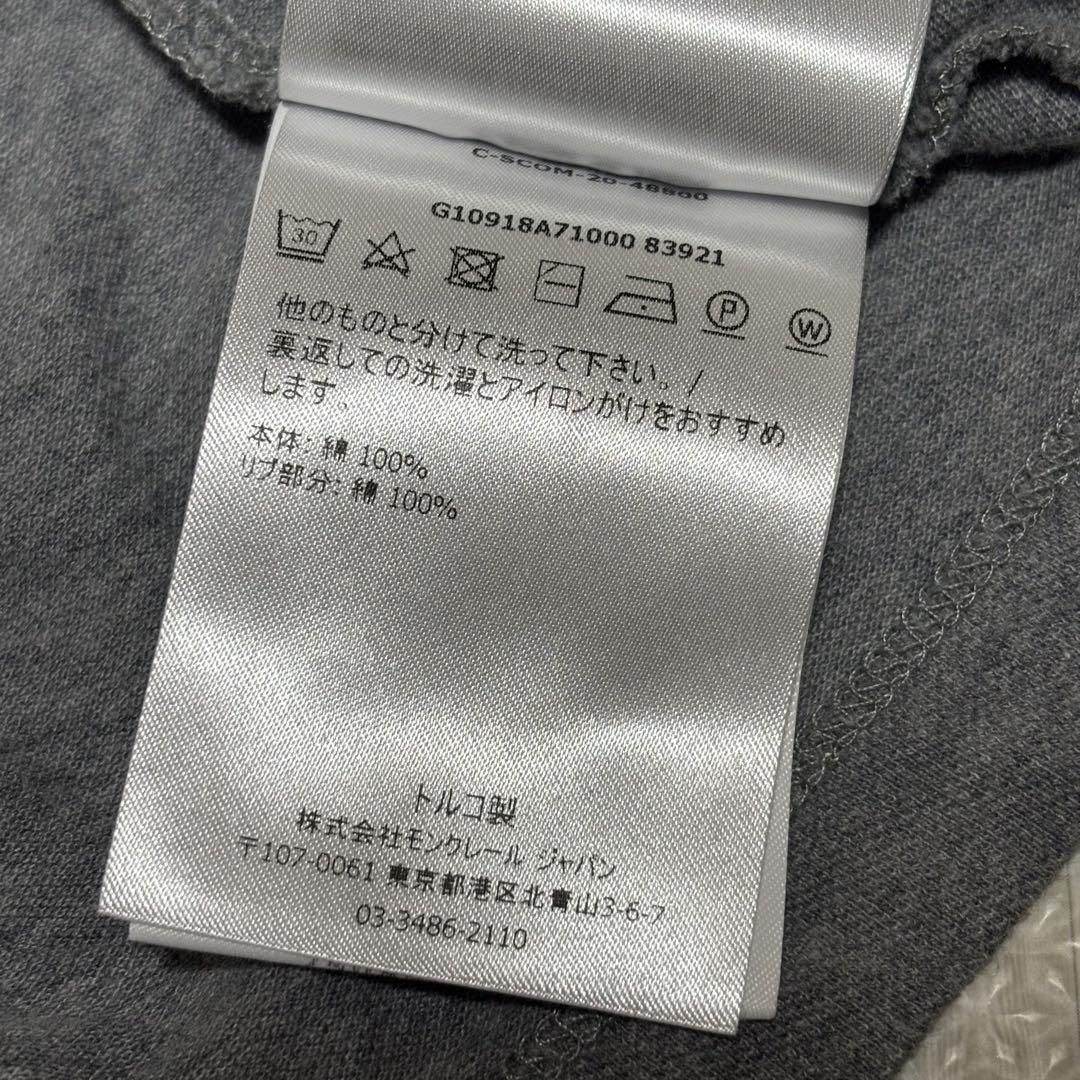 C-SCOM-20-48860
G10918A71000 83921
30
P
W
他のものと分けて洗って下さい。/
裏返しての洗濯とアイロンがけをおすすめ
します。
本体: 綿 100%
リブ部分: 綿 100%
トルコ製
株式会社モンクレール ジャパン
〒107-0061 東京都港区北青山3-6-7
03-3486-2110